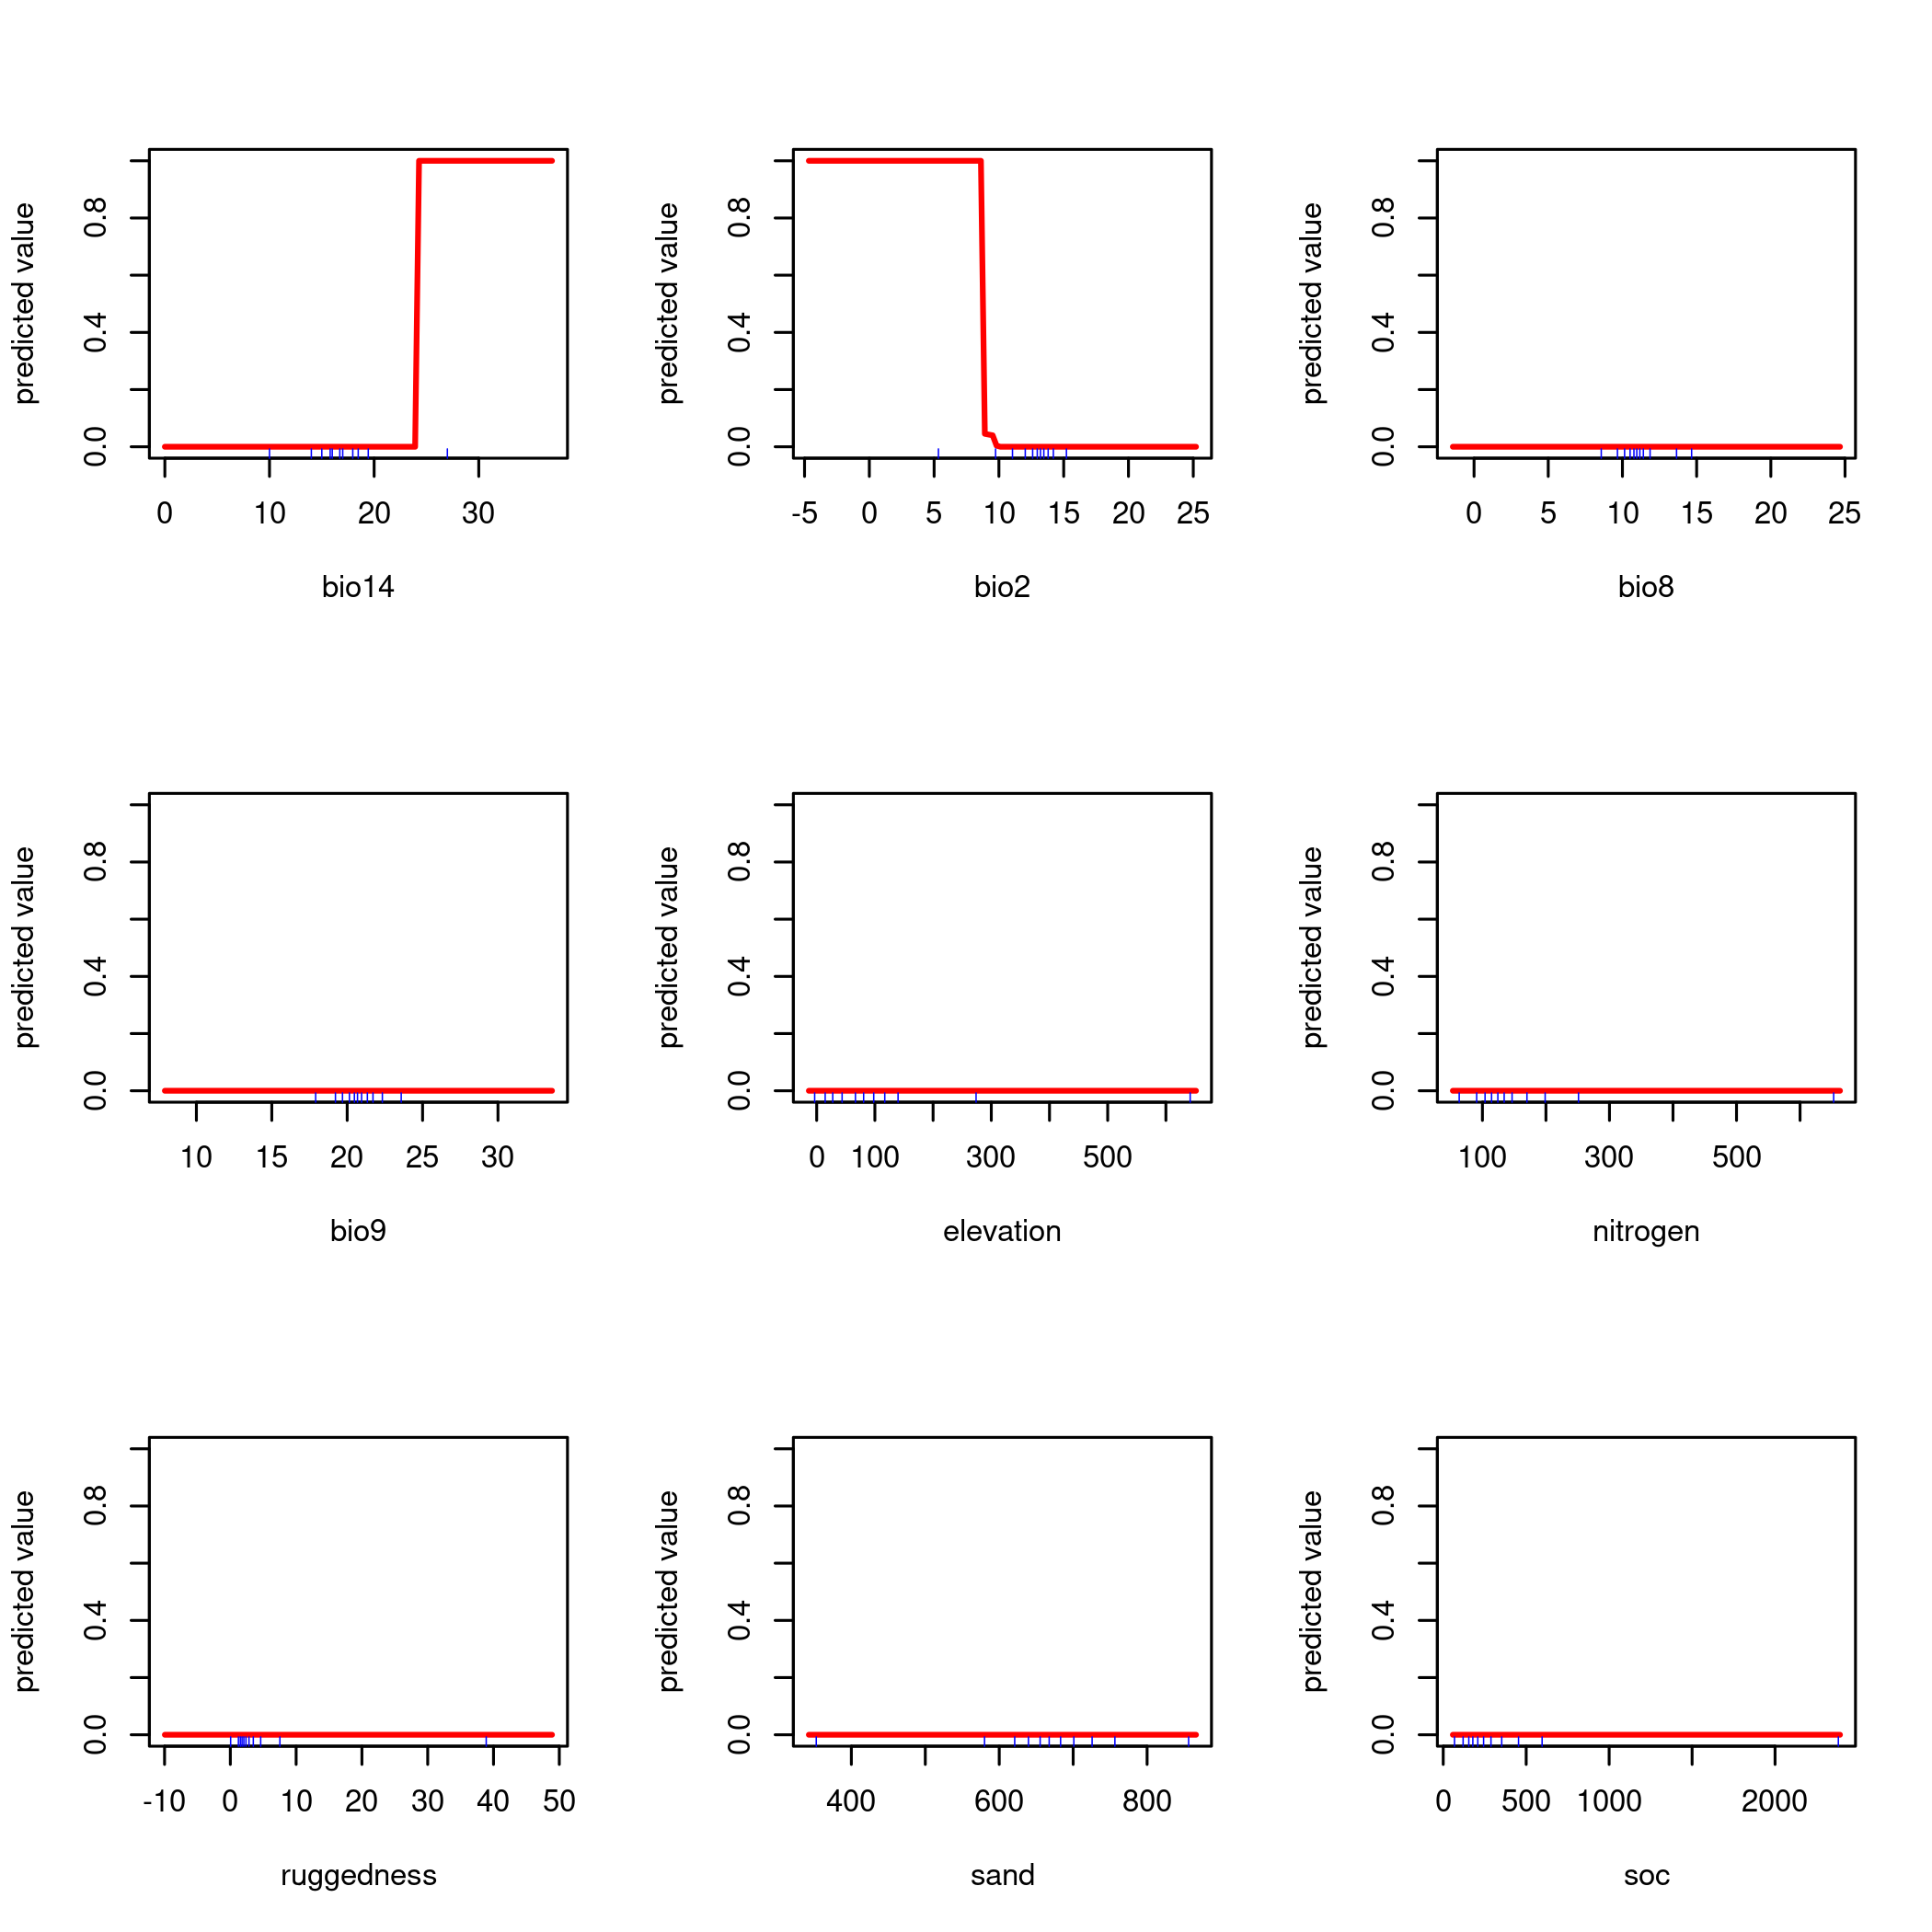 predicted value
0.0 0.4 0.8
0 10 20 30
bio14
predicted value
0.0 0.4 0.8
-5 0 5 10 15 20 25
bio2
predicted value
0.0 0.4 0.8
0 5 10 15 20 25
bio8
predicted value
0.0 0.4 0.8
10 15 20 25 30
bio9
predicted value
0.0 0.4 0.8
0 100 300 500
elevation
predicted value
0.0 0.4 0.8
100 300 500
nitrogen
predicted value
0.0 0.4 0.8
-10 0 10 20 30 40 50
ruggedness
predicted value
0.0 0.4 0.8
400 600 800
sand
predicted value
0.0 0.4 0.8
0 500 1000 2000
soc